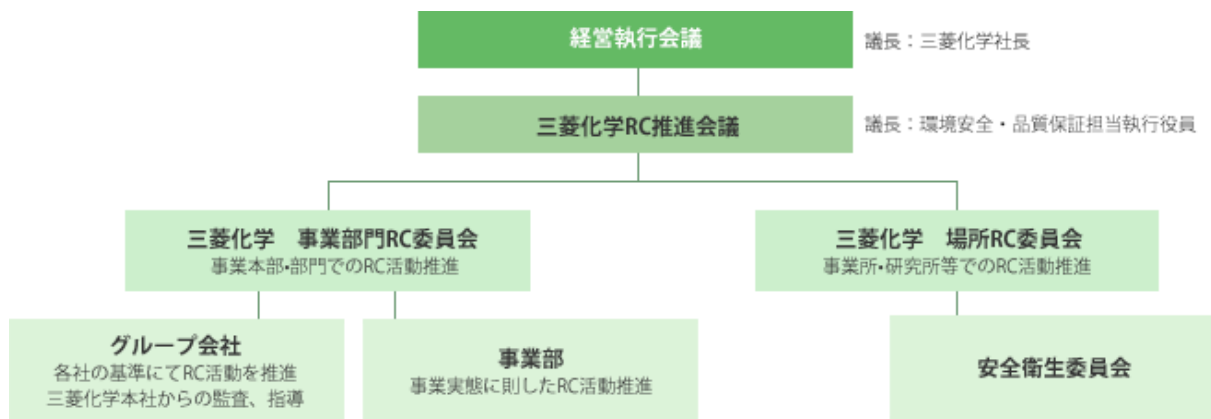 経営執行会議
議長：三菱化学社長
三菱化学RC推進会議
議長：環境安全・品質保証担当執行役員
三菱化学　事業部門RC委員会
事業本部・部門でのRC活動推進
三菱化学　場所RC委員会
事業所・研究所等でのRC活動推進
グループ会社
各社の基準にてRC活動を推進
三菱化学本社からの監査、指導
事業部
事業実態に則したRC活動推進
安全衛生委員会